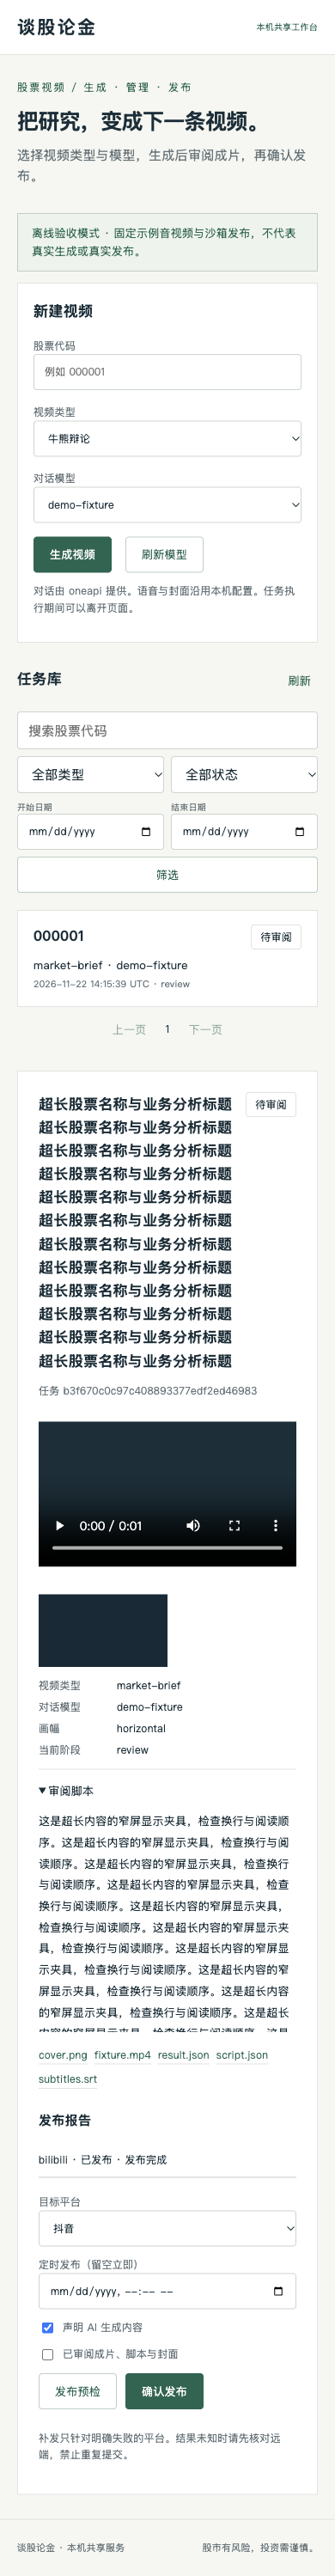 谈股论金
本机共享工作台
股票视频 / 生成 · 管理 · 发布
把研究，变成下一条视频。
选择视频类型与模型，生成后审阅成片，再确认发
布。
离线验收模式 · 固定示例音视频与沙箱发布，不代表
真实生成或真实发布。
新建视频
股票代码
例如 000001
视频类型
牛熊辩论
对话模型
demo-fixture
生成视频
刷新模型
对话由 oneapi 提供。语音与封面沿用本机配置。任务执
行期间可以离开页面。
任务库
刷新
搜索股票代码
全部类型
全部状态
开始日期
结束日期
mm/dd/yyyy
mm/dd/yyyy
筛选
000001
待审阅
market-brief · demo-fixture
2026-11-22 14:15:39 UTC · review
上一页
1
下一页
超长股票名称与业务分析标题
待审阅
超长股票名称与业务分析标题
超长股票名称与业务分析标题
超长股票名称与业务分析标题
超长股票名称与业务分析标题
超长股票名称与业务分析标题
超长股票名称与业务分析标题
超长股票名称与业务分析标题
超长股票名称与业务分析标题
超长股票名称与业务分析标题
超长股票名称与业务分析标题
超长股票名称与业务分析标题
任务 b3f670c0c97c408893377edf2ed46983
0:00 / 0:01
视频类型
market-brief
对话模型
demo-fixture
画幅
horizontal
当前阶段
review
审阅脚本
这是超长内容的窄屏显示夹具，检查换行与阅读顺
序。这是超长内容的窄屏显示夹具，检查换行与阅
读顺序。这是超长内容的窄屏显示夹具，检查换行
与阅读顺序。这是超长内容的窄屏显示夹具，检查
换行与阅读顺序。这是超长内容的窄屏显示夹具，
检查换行与阅读顺序。这是超长内容的窄屏显示夹
具，检查换行与阅读顺序。这是超长内容的窄屏显
示夹具，检查换行与阅读顺序。这是超长内容的窄
屏显示夹具，检查换行与阅读顺序。这是超长内容
的窄屏显示夹具，检查换行与阅读顺序。这是超长
内容的窄屏显示夹具，检查换行与阅读顺序。这是
cover.png fixture.mp4 result.json script.json
subtitles.srt
发布报告
bilibili · 已发布 · 发布完成
目标平台
抖音
定时发布（留空立即）
mm/dd/yyyy, --:-- --
声明 AI 生成内容
已审阅成片、脚本与封面
发布预检
确认发布
补发只针对明确失败的平台。结果未知时请先核对远
端，禁止重复提交。
谈股论金 · 本机共享服务
股市有风险，投资需谨慎。